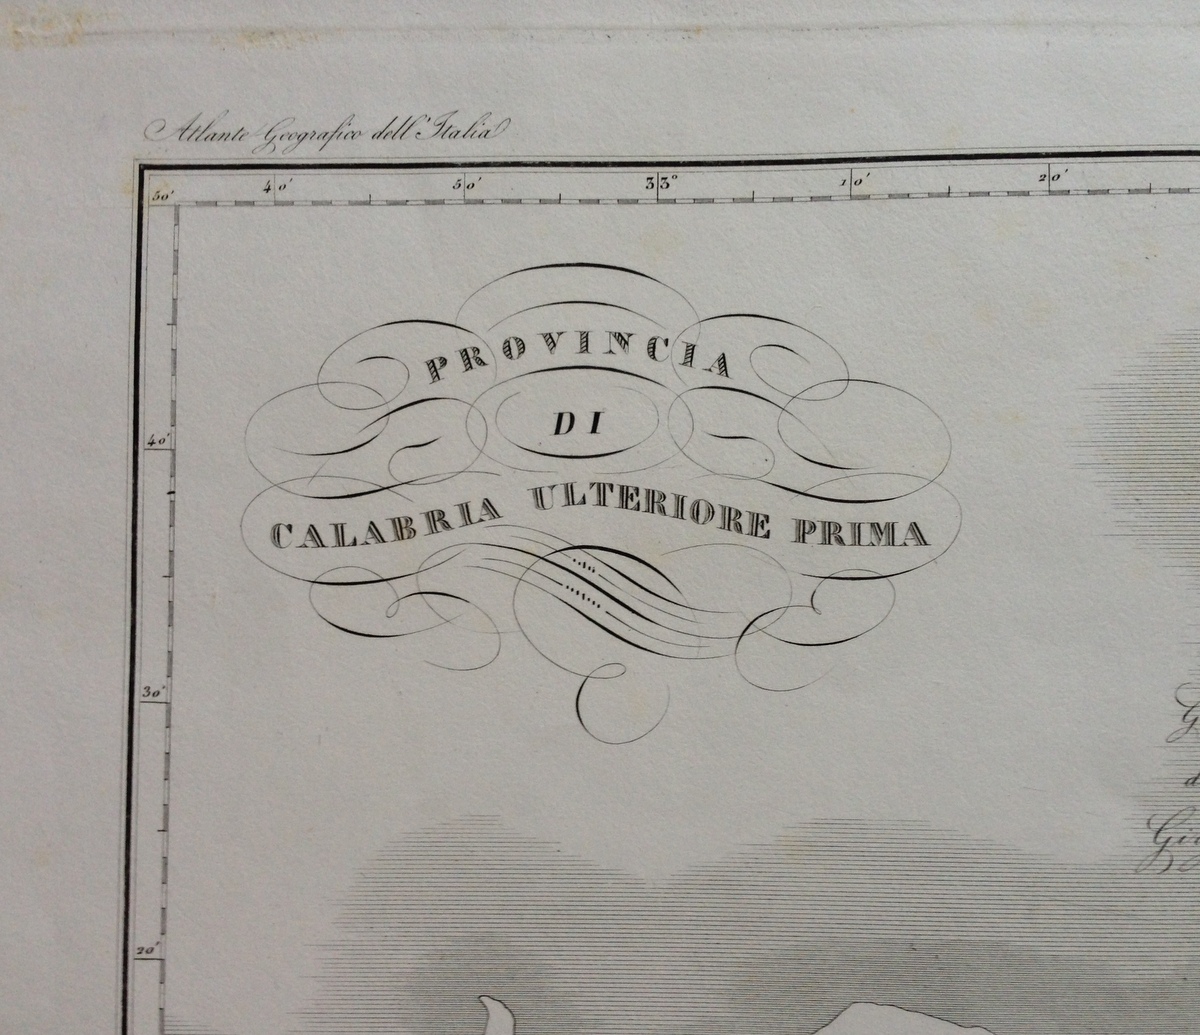 Atlante Geografico dell'Italia
50' 40' 50' 33° 10' 20'
PROVINCIA
DI
CALABRIA ULTERIORE PRIMA
40'
30'
20'